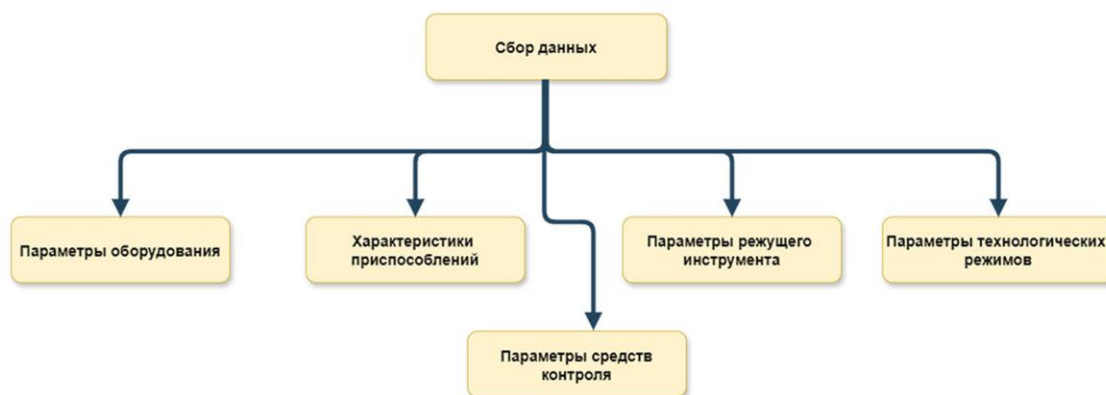 Сбор данных
Параметры оборудования
Характеристики
приспособлений
Параметры режущего
инструмента
Параметры технологических
режимов
Параметры средств
контроля